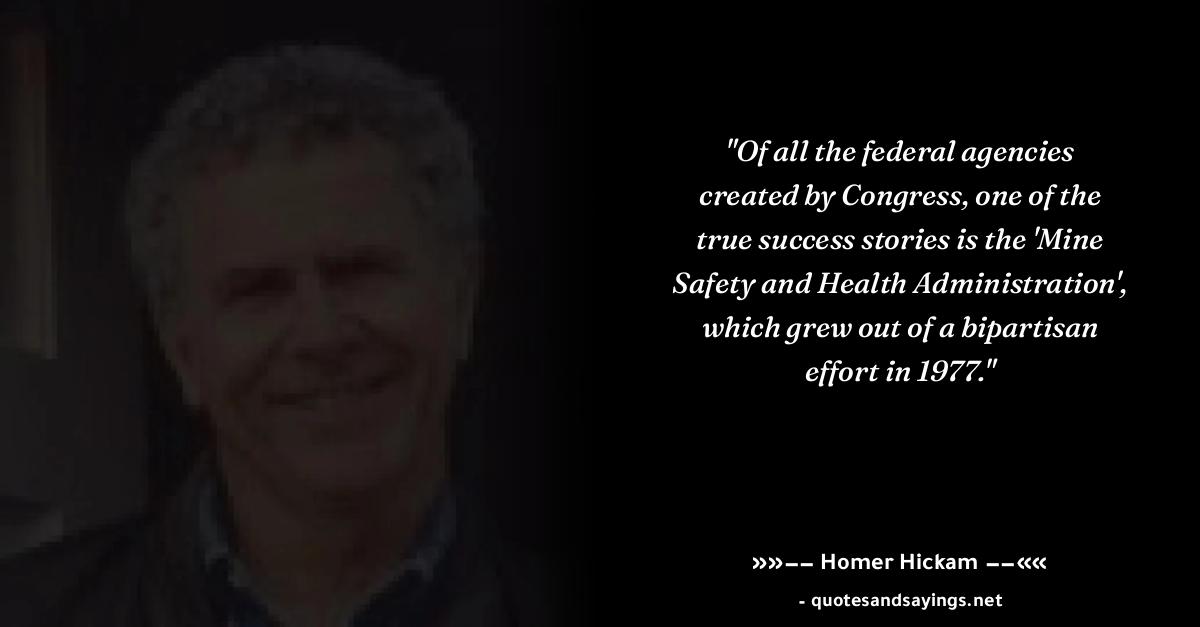 "Of all the federal agencies
created by Congress, one of the
true success stories is the 'Mine
Safety and Health Administration',
which grew out of a bipartisan
effort in 1977."
»»-- Homer Hickam --««
- quotesandsayings.net